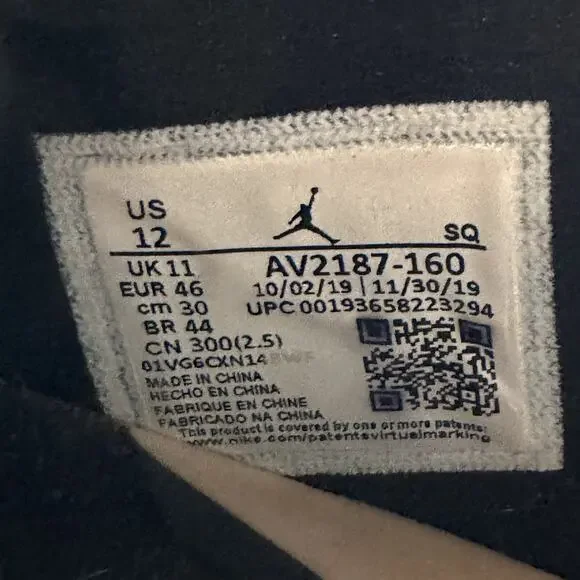 US
12
SQ
UK 11
AV2187-160
EUR 46
10/02/19 | 11/30/19
cm 30
UPC 00193658223294
BR 44
CN 300(2.5)
01VG6CXN14
MADE IN CHINA
HECHO EN CHINA
FABRIQUE EN CHINE
FABRICADO NA CHINA
This product is covered by one or more patents:
www.nike.com/patentsvirtualmarking